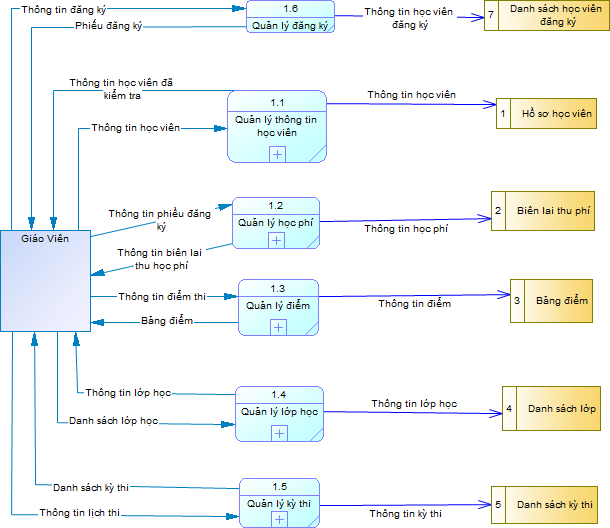 Thông tin đăng ký
Phiếu đăng ký
1.6
Quản lý đăng ký
Thông tin học viên
đăng ký
7
Danh sách học viên
đăng ký
Thông tin học viên đã
kiểm tra
Thông tin học viên
1.1
Quản lý thông tin
học viên
Thông tin học viên
1
Hồ sơ học viên
Giáo Viên
Thông tin phiếu đăng
ký
Thông tin biên lai
thu học phí
1.2
Quản lý học phí
Thông tin học phí
2
Biên lai thu phí
Thông tin điểm thi
Bảng điểm
1.3
Quản lý điểm
Thông tin điểm
3
Bảng điểm
Thông tin lớp học
Danh sách lớp học
1.4
Quản lý lớp học
Thông tin lớp học
4
Danh sách lớp
Danh sách kỳ thi
Thông tin lịch thi
1.5
Quản lý kỳ thi
Thông tin kỳ thi
5
Danh sách kỳ thi